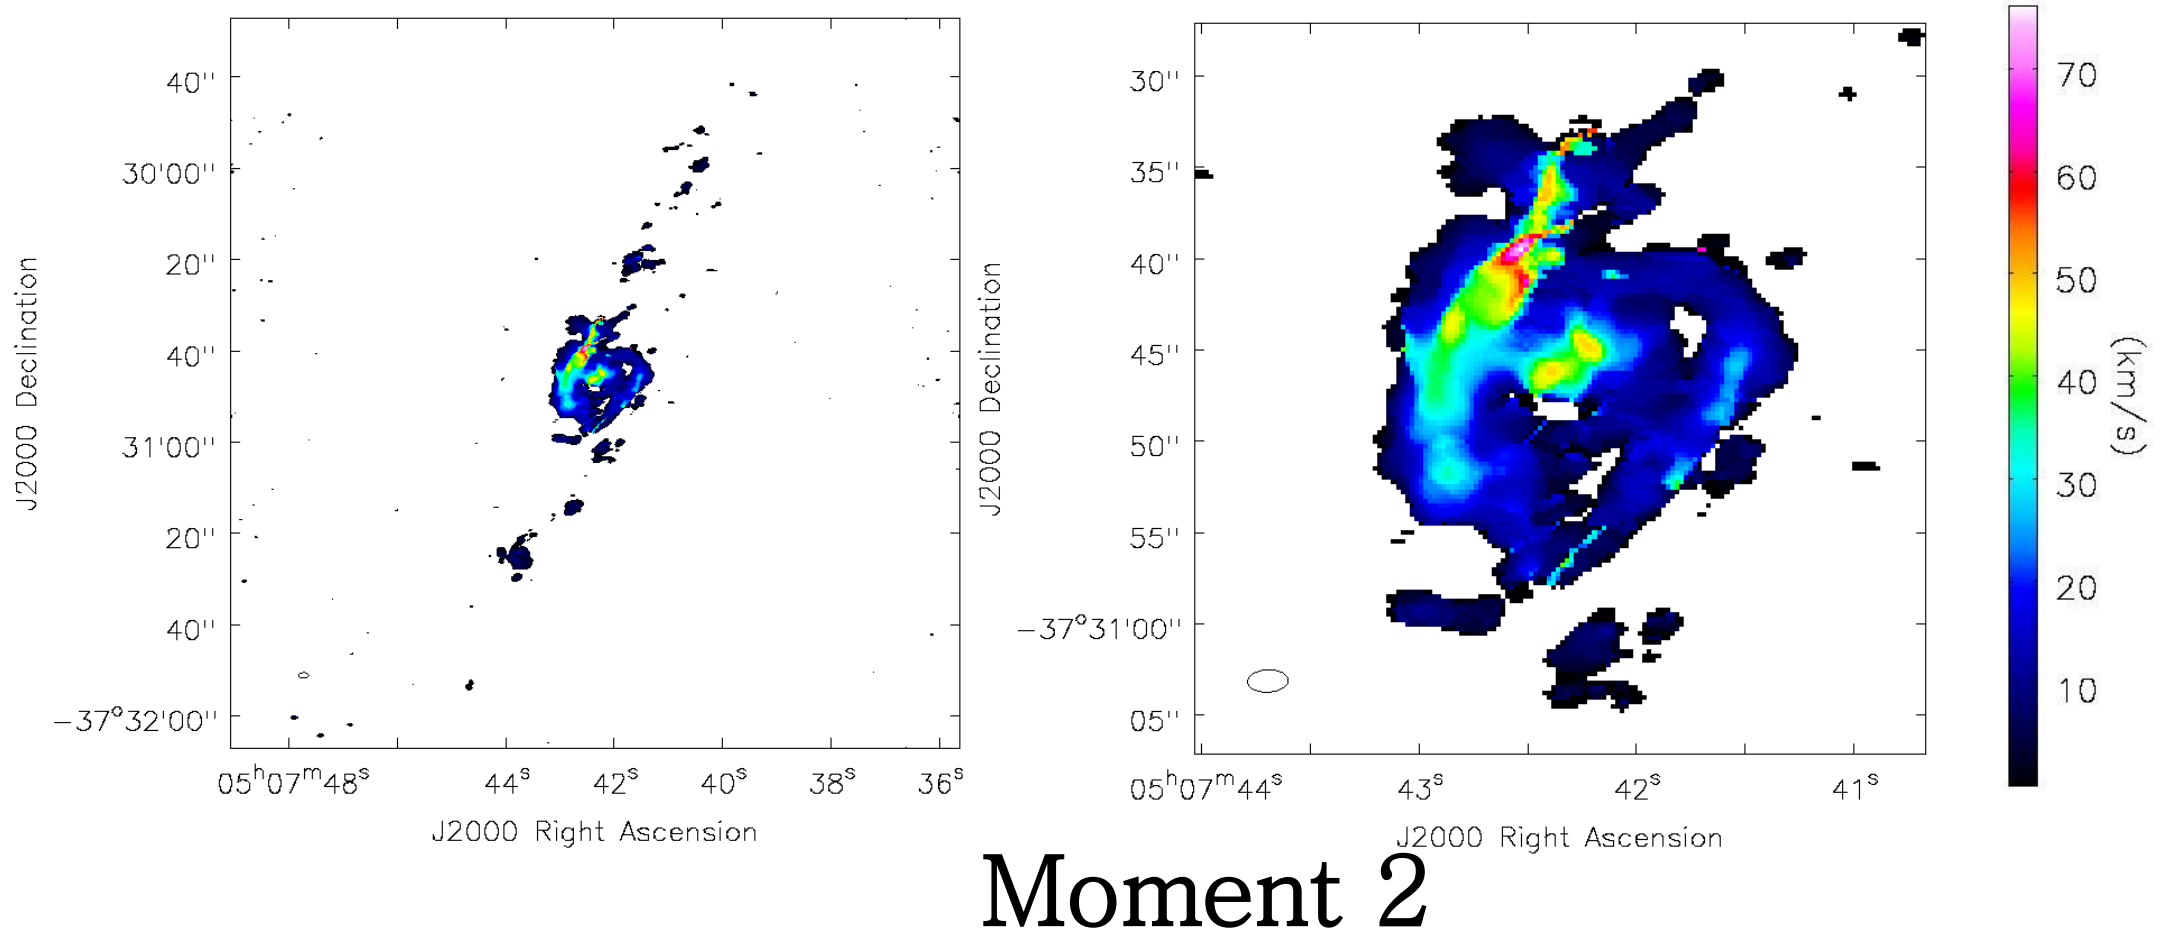 40"
30'00"
20"
40"
31'00"
20"
40"
−37°32'00"
J2000 Declination
05ʰ07ᵐ48ˢ 44ˢ 42ˢ 40ˢ 38ˢ 36ˢ
J2000 Right Ascension
30"
35"
40"
45"
50"
55"
−37°31'00"
05"
J2000 Declination
05ʰ07ᵐ44ˢ 43ˢ 42ˢ 41ˢ
J2000 Right Ascension
70
60
50
40
30
20
10
(km/s)
Moment 2